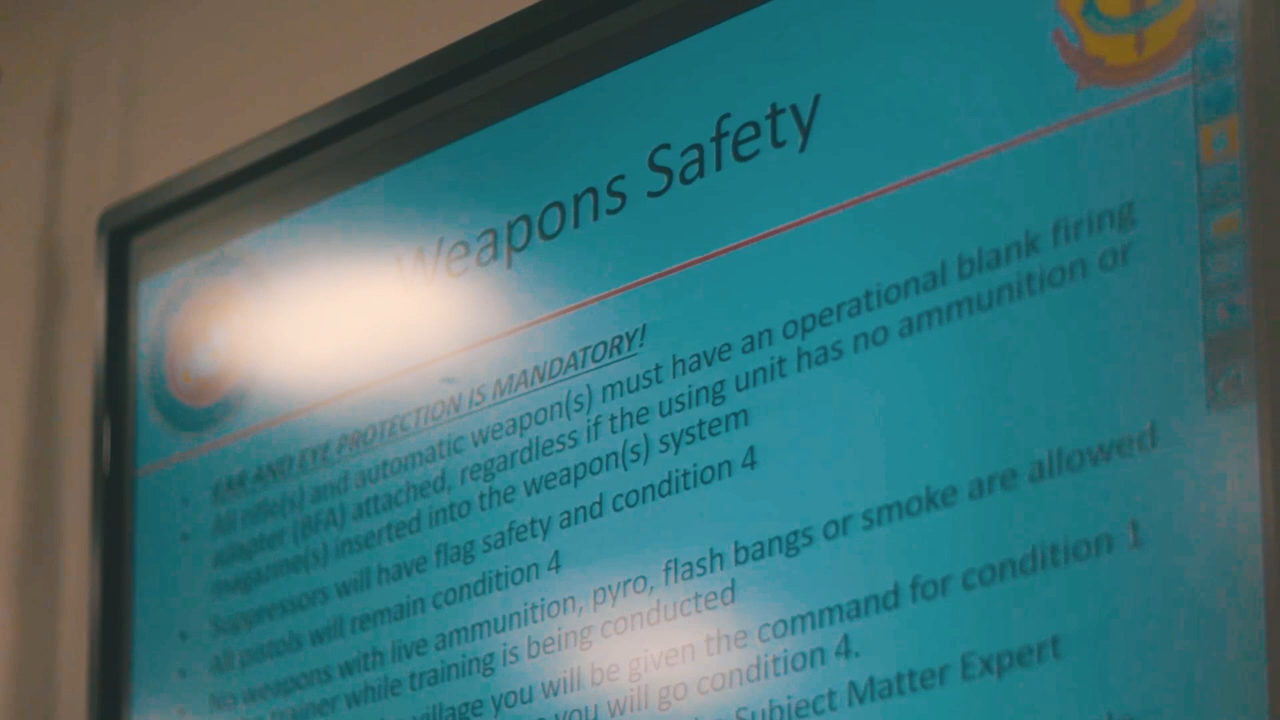 Weapons Safety
EAR AND EYE PROTECTION IS MANDATORY!
All rifle(s) and automatic weapon(s) must have an operational blank firing
adapter (BFA) attached, regardless if the using unit has no ammunition or
magazine(s) inserted into the weapon(s) system
Suppressors will have flag safety and condition 4
All pistols will remain condition 4
No weapons with live ammunition, pyro, flash bangs or smoke are allowed
trainer while training is being conducted
village you will be given the command for condition 1
you will go condition 4.
Subject Matter Expert